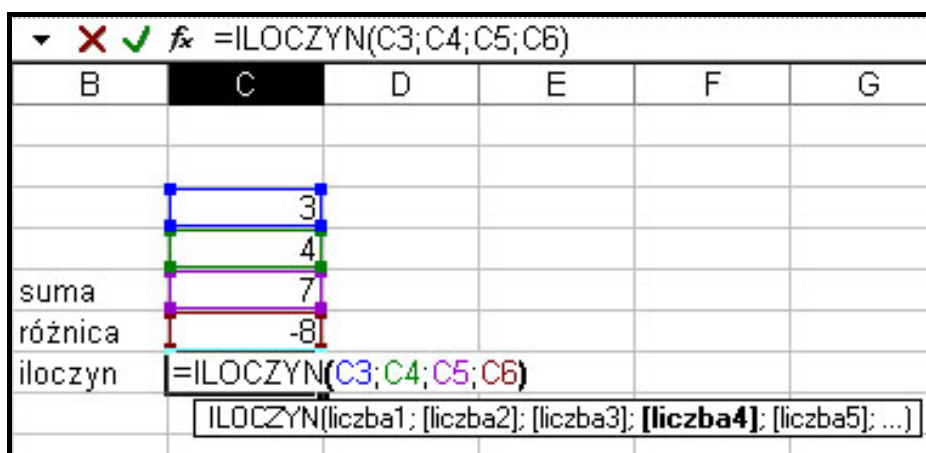 fx =ILOCZYN(C3;C4;C5;C6)
B C D E F G
3
4
suma 7
różnica -8
iloczyn =ILOCZYN(C3;C4;C5;C6)
ILOCZYN(liczba1; [liczba2]; [liczba3]; [liczba4]; [liczba5]; ...)